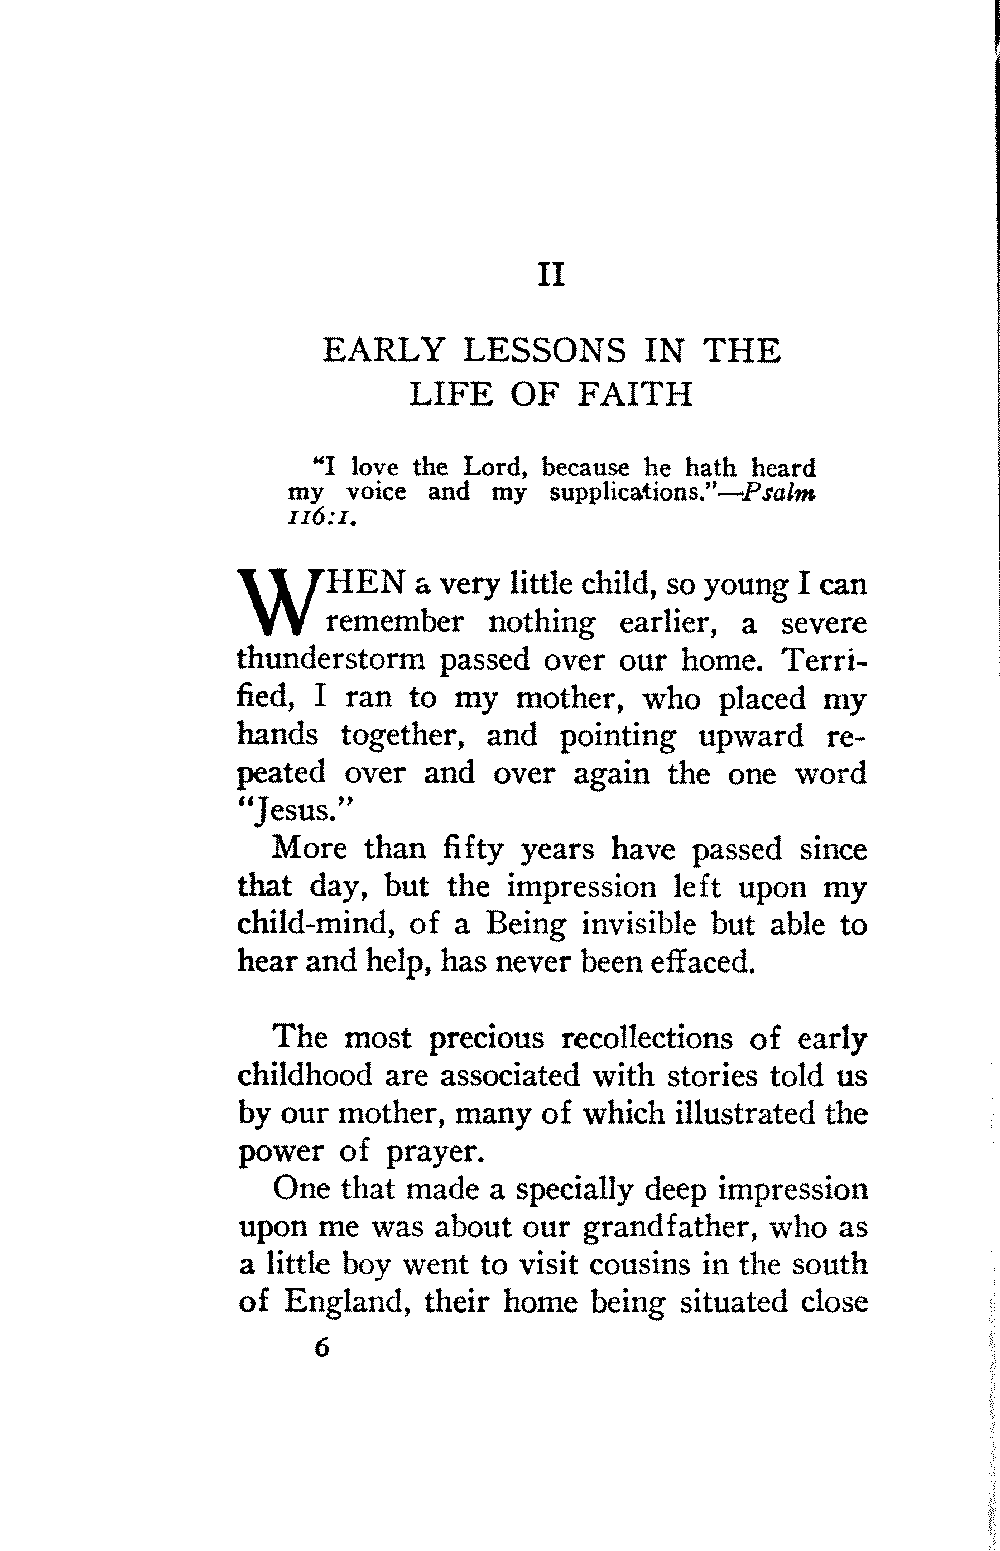 II
EARLY LESSONS IN THE
LIFE OF FAITH
“I love the Lord, because he hath heard
my voice and my supplications.”—Psalm
116:1.
WHEN a very little child, so young I can
remember nothing earlier, a severe
thunderstorm passed over our home. Terri-
fied, I ran to my mother, who placed my
hands together, and pointing upward re-
peated over and over again the one word
“Jesus.”
More than fifty years have passed since
that day, but the impression left upon my
child-mind, of a Being invisible but able to
hear and help, has never been effaced.
The most precious recollections of early
childhood are associated with stories told us
by our mother, many of which illustrated the
power of prayer.
One that made a specially deep impression
upon me was about our grandfather, who as
a little boy went to visit cousins in the south
of England, their home being situated close
6